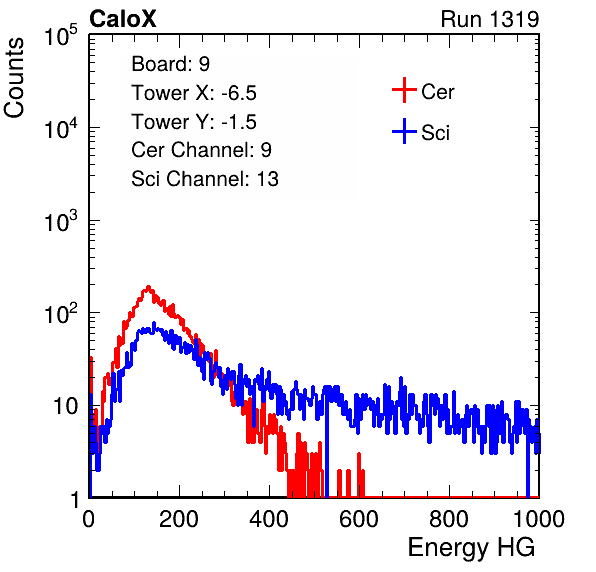 CaloX Run 1319
Counts
Board: 9
Tower X: -6.5
Tower Y: -1.5
Cer Channel: 9
Sci Channel: 13
Cer
Sci
10^5
10^4
10^3
10^2
10
1
0 200 400 600 800 1000
Energy HG